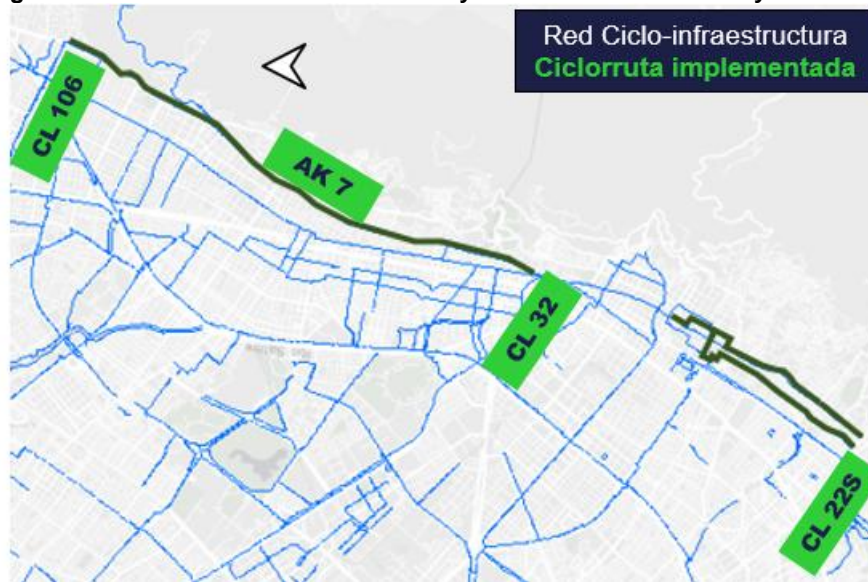 Red Ciclo-infraestructura
Ciclorruta implementada
CL 106
AK 7
CL 32
CL 22S